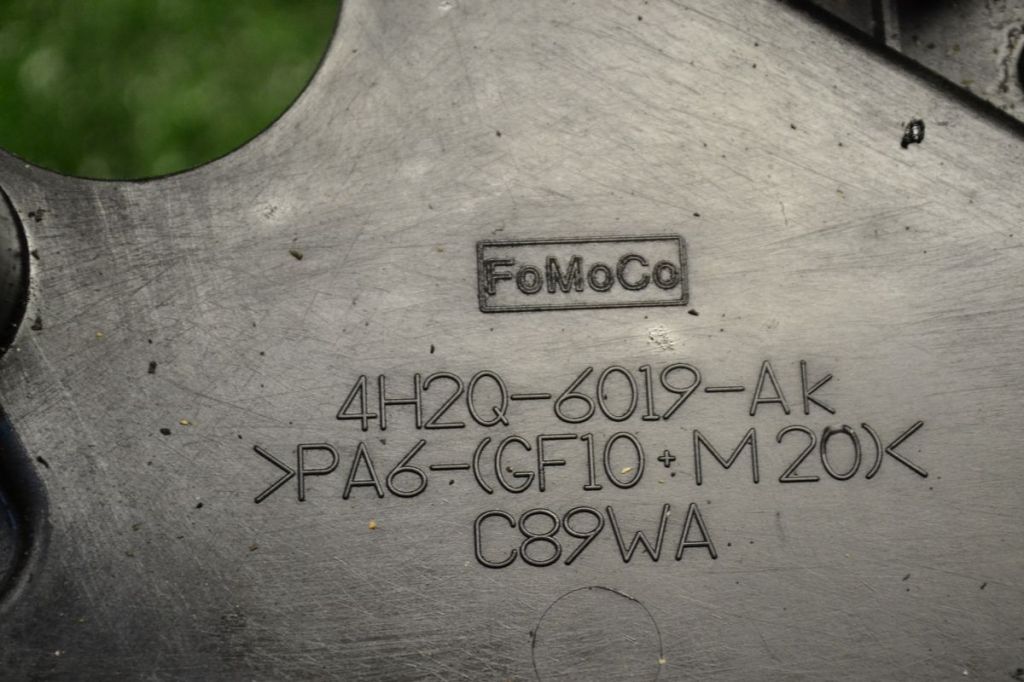 FoMoCo
4H2Q-6019-AK
>PA6-(GF10+M20)<
C89WA